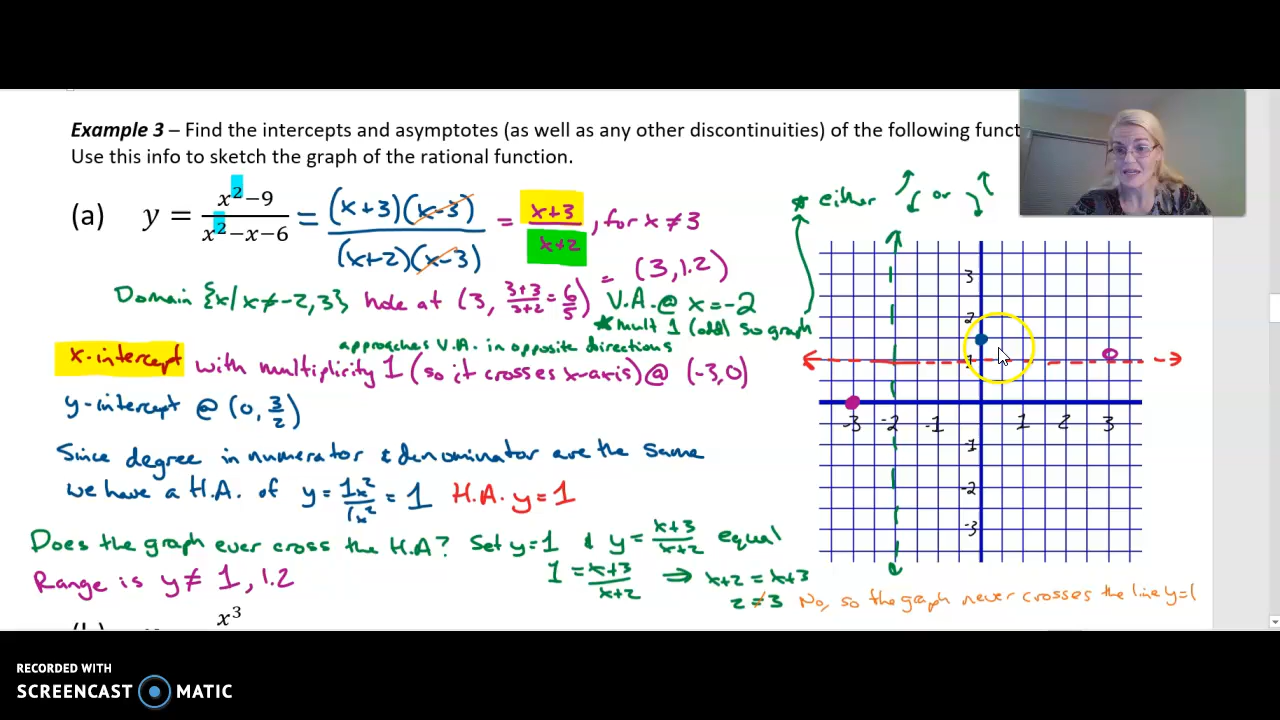 Example 3 – Find the intercepts and asymptotes (as well as any other discontinuities) of the following funct
Use this info to sketch the graph of the rational function.
(a) y = (x²−9)/(x²−x−6) = (x+3)(x-3)/(x+2)(x-3) = (x+3)/(x+2), for x≠3
* either or
Domain {x/x≠-2,3} hole at (3, (3+3)/(3+2) = 6/5) = (3,1.2)
V.A.@ x=-2
* mult 1 (odd) so graph
approaches V.A. in opposite directions
x-intercept with multiplicity 1 (so it crosses x-axis) @ (-3,0)
y-intercept @ (0, 3/2)
Since degree in numerator & denominator are the same
we have a H.A. of y = 1x²/1x² = 1 H.A. y=1
Does the graph ever cross the H.A? Set y=1 & y = (x+3)/(x+2) equal
1 = (x+3)/(x+2) ⇒ x+2 = x+3
2≠3 No, so the graph never crosses the line y=1
Range is y≠ 1, 1.2
x³
3
2
1
-3 -2 -1 1 2 3
-1
-2
-3
RECORDED WITH
SCREENCAST MATIC